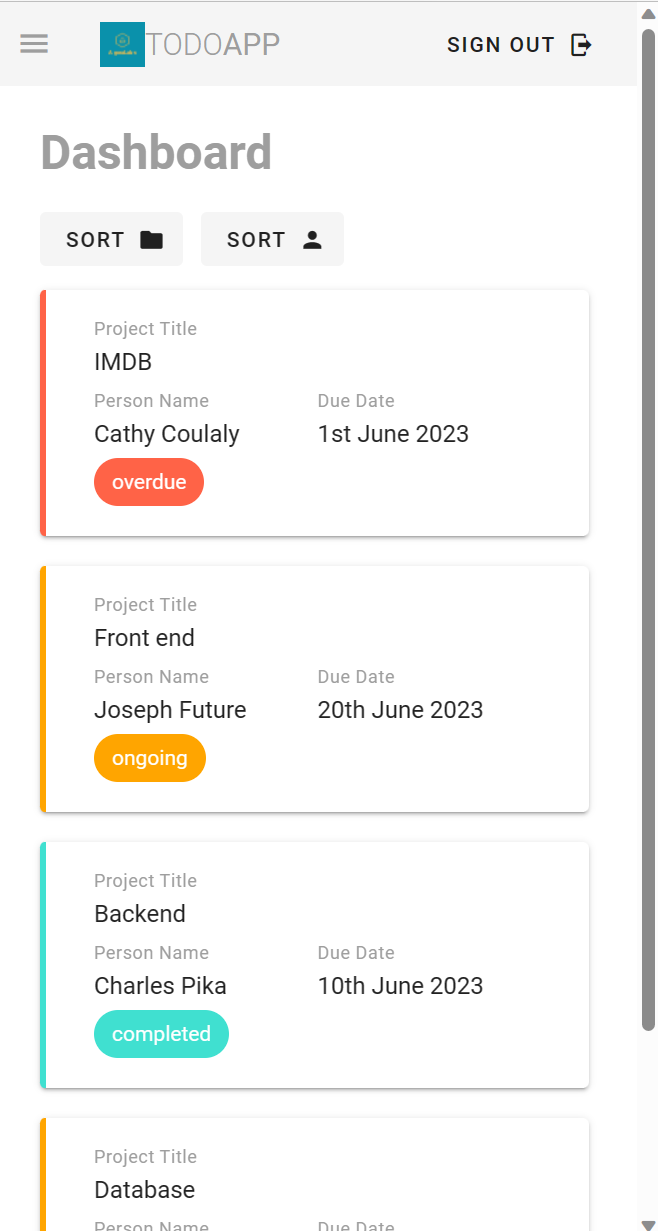 TODOAPP
SIGN OUT
Dashboard
SORT
SORT
Project Title
IMDB
Person Name Due Date
Cathy Coulaly 1st June 2023
overdue
Project Title
Front end
Person Name Due Date
Joseph Future 20th June 2023
ongoing
Project Title
Backend
Person Name Due Date
Charles Pika 10th June 2023
completed
Project Title
Database
Person Name Due Date